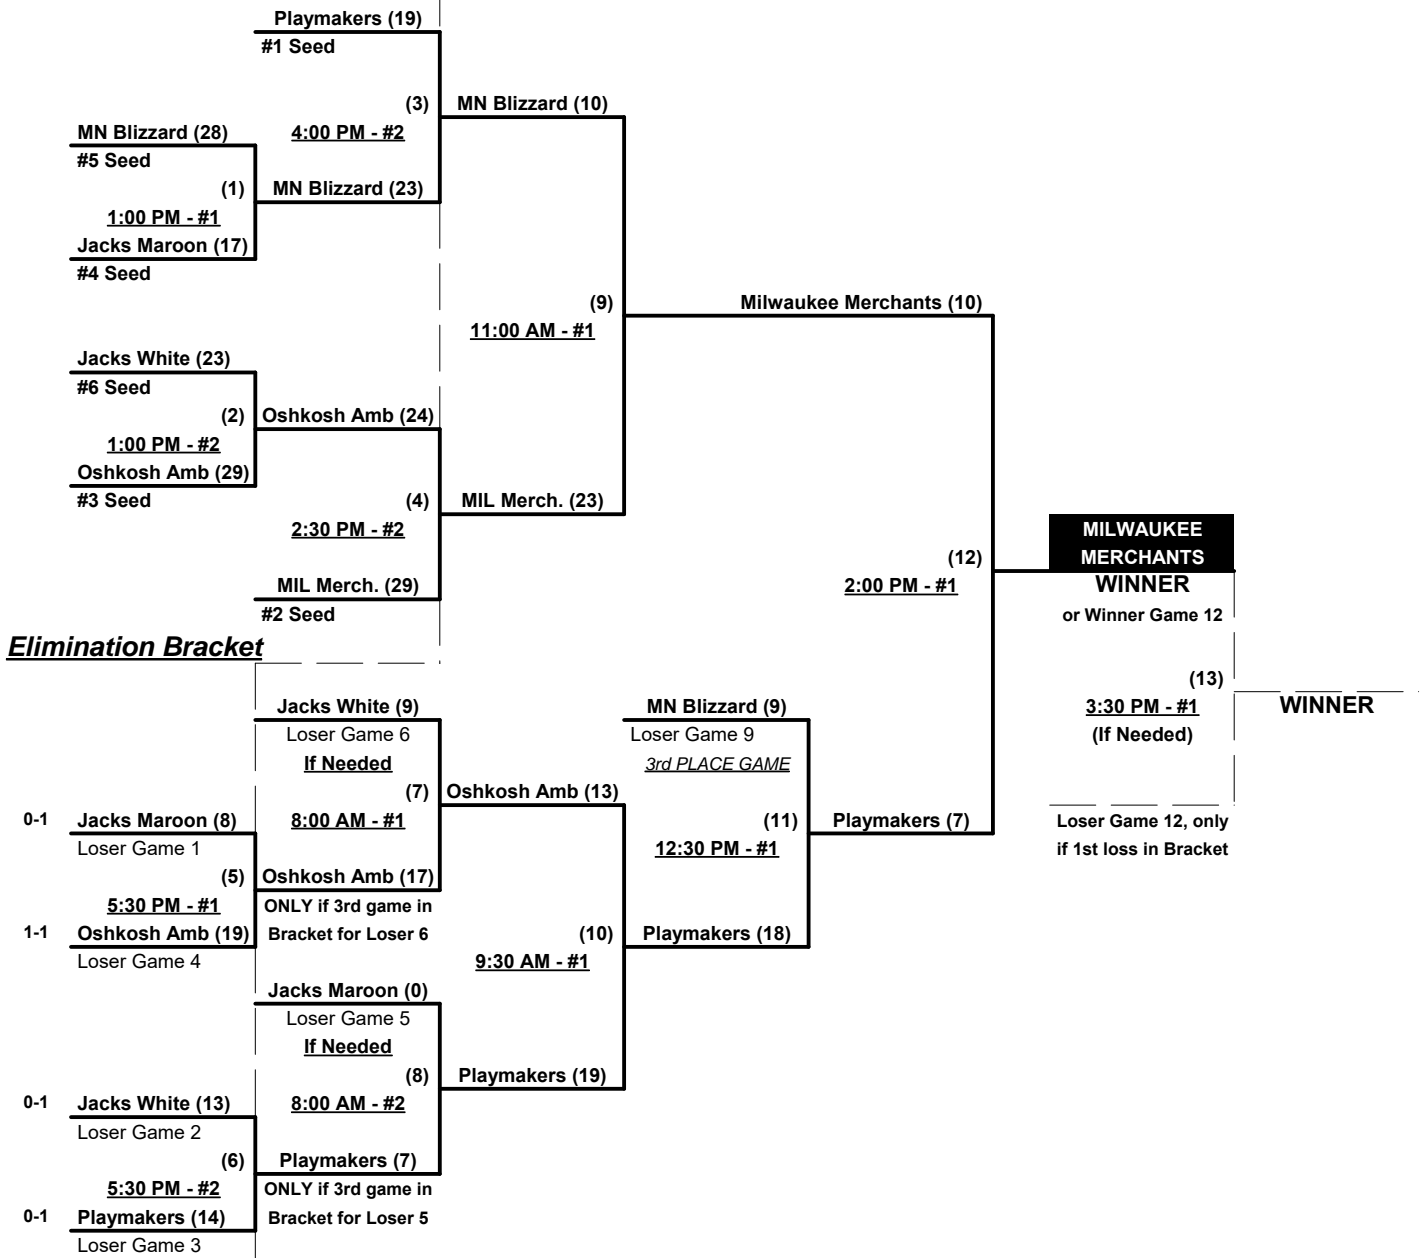 Playmakers (19)
#1 Seed
(3)
MN Blizzard (10)
4:00 PM - #2
MN Blizzard (28)
#5 Seed
(1)
MN Blizzard (23)
1:00 PM - #1
Jacks Maroon (17)
#4 Seed
(9)
Milwaukee Merchants (10)
11:00 AM - #1
Jacks White (23)
#6 Seed
(2)
Oshkosh Amb (24)
1:00 PM - #2
Oshkosh Amb (29)
#3 Seed
(4)
MIL Merch. (23)
2:30 PM - #2
MIL Merch. (29)
#2 Seed
(12)
2:00 PM - #1
MILWAUKEE
MERCHANTS
WINNER
or Winner Game 12
(13)
3:30 PM - #1
(If Needed)
WINNER
Loser Game 12, only
if 1st loss in Bracket
Elimination Bracket
Jacks White (9)
Loser Game 6
If Needed
(7)
Oshkosh Amb (13)
8:00 AM - #1
MN Blizzard (9)
Loser Game 9
3rd PLACE GAME
(11)
Playmakers (7)
12:30 PM - #1
0-1 Jacks Maroon (8)
Loser Game 1
(5)
Oshkosh Amb (17)
5:30 PM - #1
ONLY if 3rd game in
Bracket for Loser 6
1-1 Oshkosh Amb (19)
Loser Game 4
(10)
Playmakers (18)
9:30 AM - #1
Jacks Maroon (0)
Loser Game 5
If Needed
(8)
Playmakers (19)
8:00 AM - #2
0-1 Jacks White (13)
Loser Game 2
(6)
Playmakers (7)
5:30 PM - #2
ONLY if 3rd game in
Bracket for Loser 5
0-1 Playmakers (14)
Loser Game 3